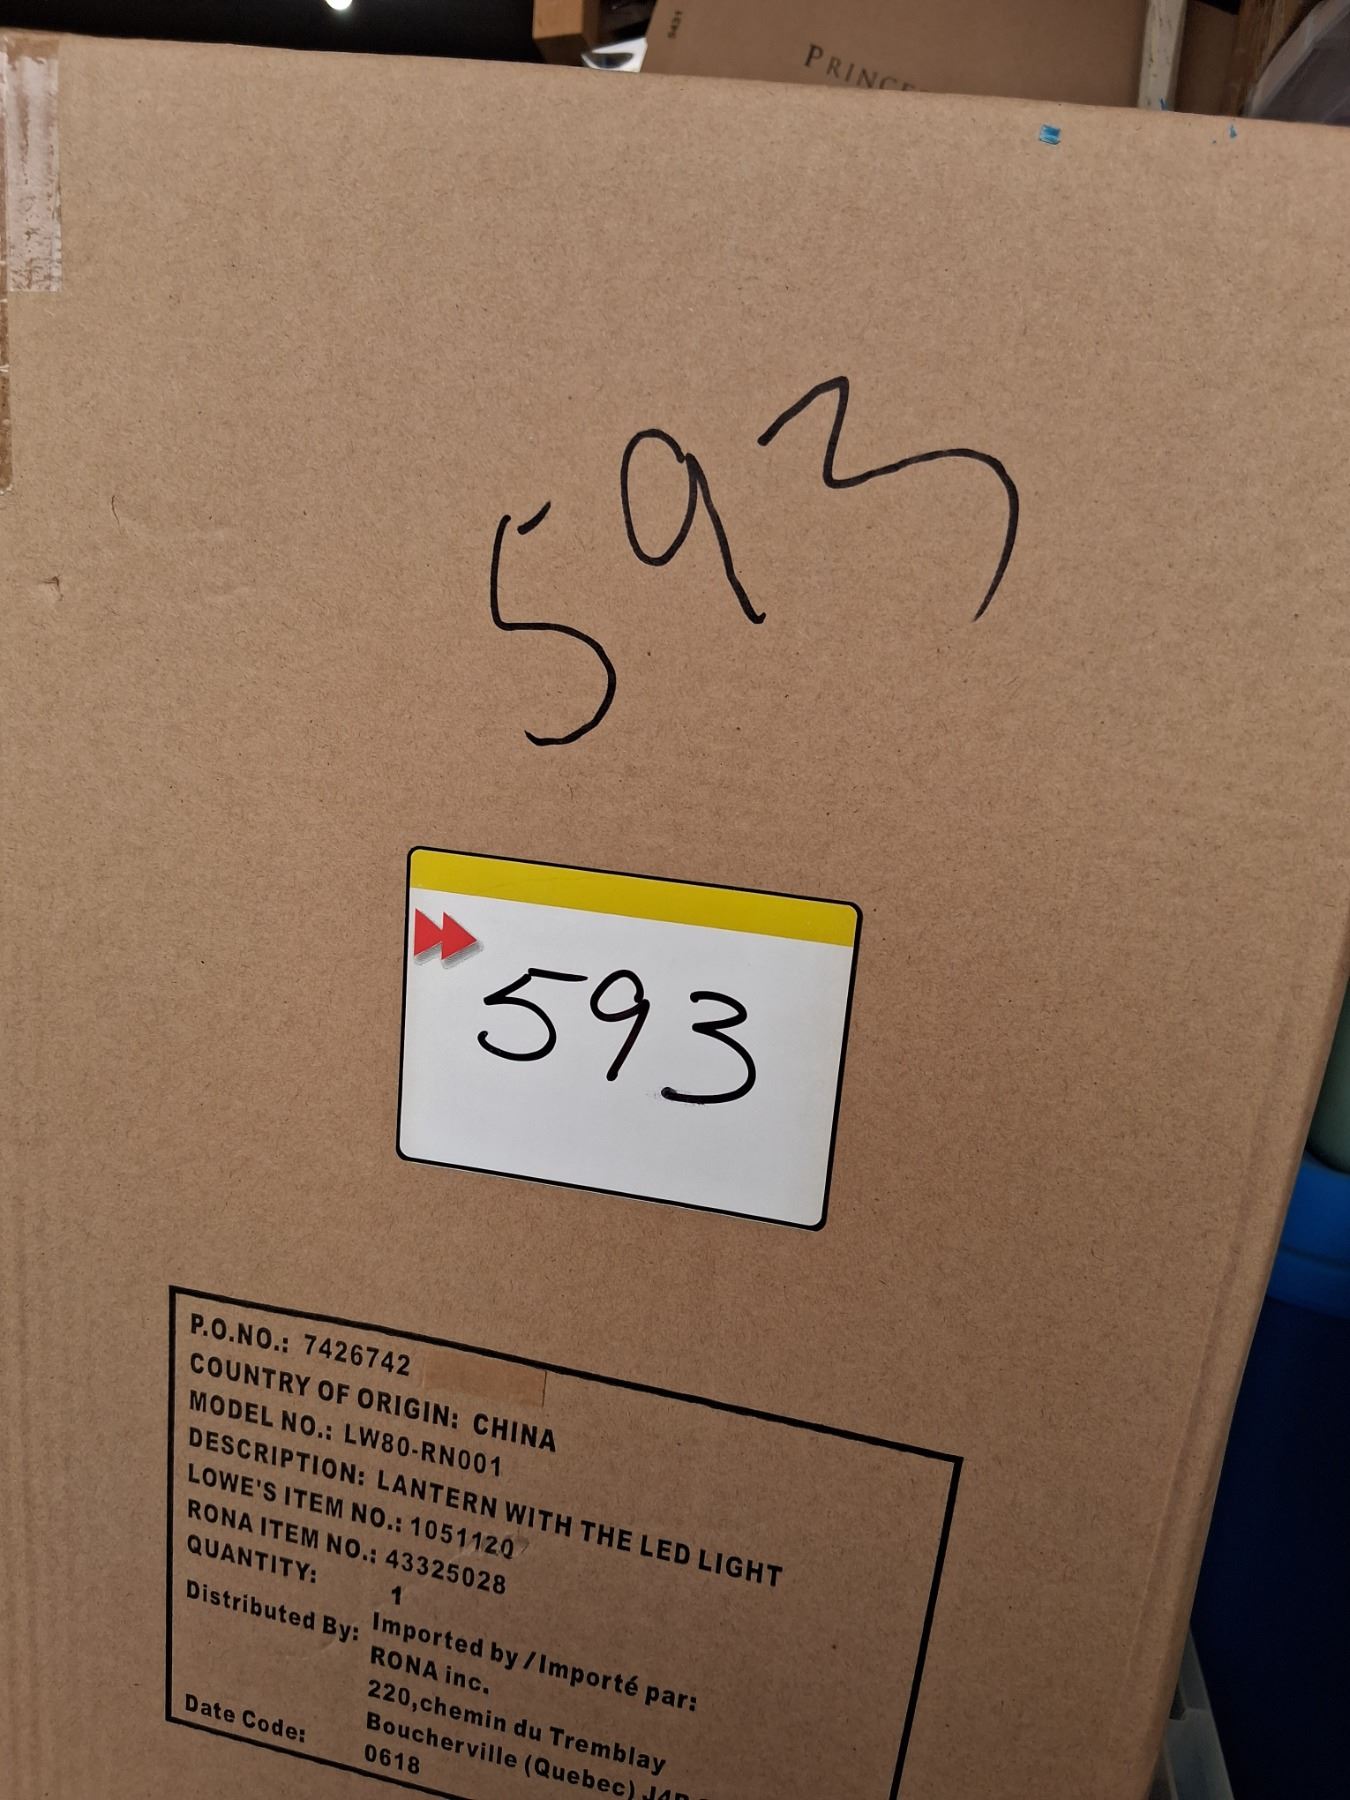 5431
593
593
P.O.NO.: 7426742
COUNTRY OF ORIGIN: CHINA
MODEL NO.: LW80-RN001
DESCRIPTION: LANTERN WITH THE LED LIGHT
LOWE'S ITEM NO.: 1051120
RONA ITEM NO.: 43325028
QUANTITY: 1
Distributed By: Imported by / Importé par:
RONA inc.
220,chemin du Tremblay
Boucherville (Quebec)
Date Code: 0618